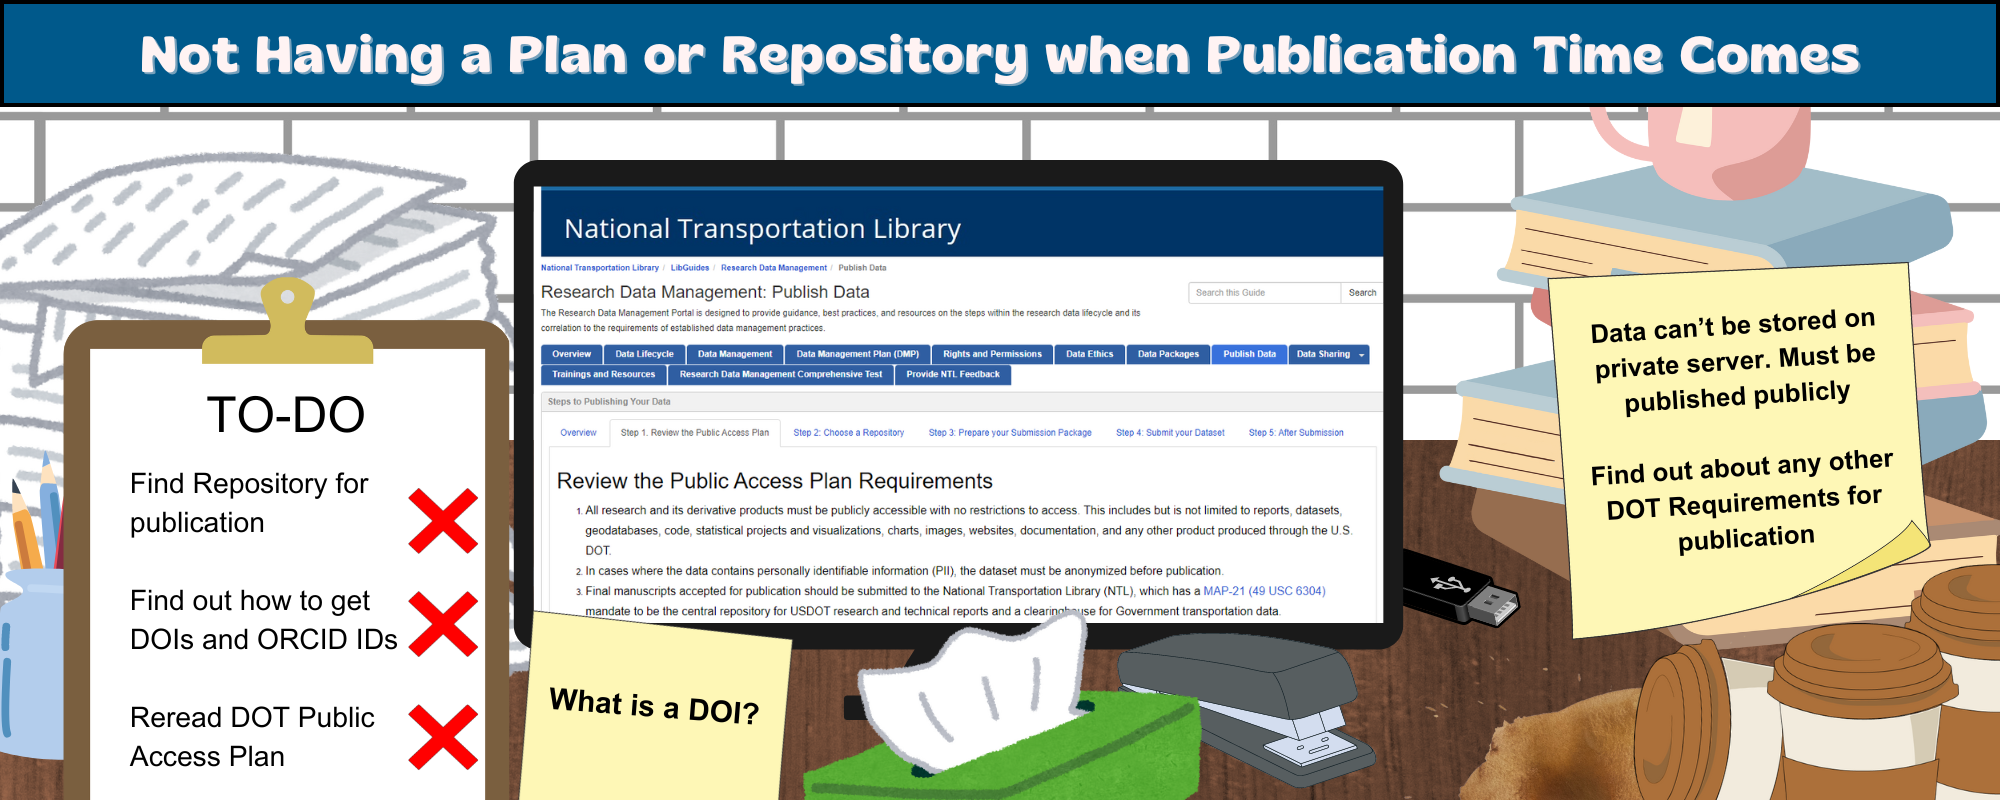 Not Having a Plan or Repository when Publication Time Comes
TO-DO
Find Repository for
publication
Find out how to get
DOIs and ORCID IDs
Reread DOT Public
Access Plan
National Transportation Library
National Transportation Library / LibGuides / Research Data Management / Publish Data
Research Data Management: Publish Data
Search this Guide
Search
The Research Data Management Portal is designed to provide guidance, best practices, and resources on the steps within the research data lifecycle and its
correlation to the requirements of established data management practices.
Overview Data Lifecycle Data Management Data Management Plan (DMP) Rights and Permissions Data Ethics Data Packages Publish Data Data Sharing
Trainings and Resources Research Data Management Comprehensive Test Provide NTL Feedback
Steps to Publishing Your Data
Overview Step 1. Review the Public Access Plan Step 2: Choose a Repository Step 3: Prepare your Submission Package Step 4: Submit your Dataset Step 5: After Submission
Review the Public Access Plan Requirements
1. All research and its derivative products must be publicly accessible with no restrictions to access. This includes but is not limited to reports, datasets,
geodatabases, code, statistical projects and visualizations, charts, images, websites, documentation, and any other product produced through the U.S.
DOT.
2. In cases where the data contains personally identifiable information (PII), the dataset must be anonymized before publication.
3. Final manuscripts accepted for publication should be submitted to the National Transportation Library (NTL), which has a MAP-21 (49 USC 6304)
mandate to be the central repository for USDOT research and technical reports and a clearinghouse for Government transportation data.
What is a DOI?
Data can't be stored on
private server. Must be
published publicly
Find out about any other
DOT Requirements for
publication